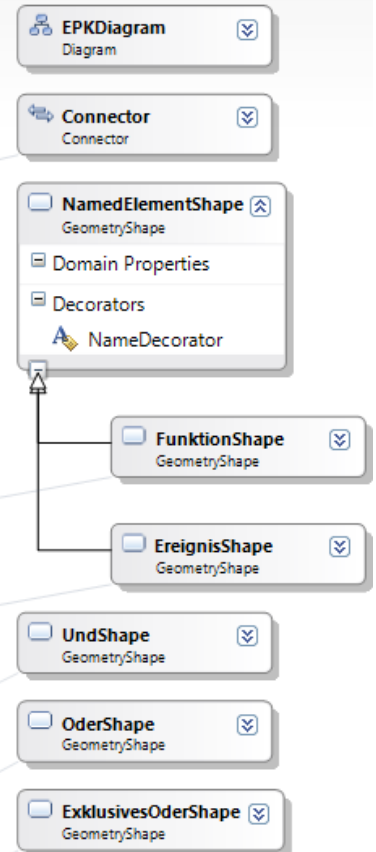 EPKDiagram
Diagram
Connector
Connector
NamedElementShape
GeometryShape
Domain Properties
Decorators
NameDecorator
FunktionShape
GeometryShape
EreignisShape
GeometryShape
UndShape
GeometryShape
OderShape
GeometryShape
ExklusivesOderShape
GeometryShape